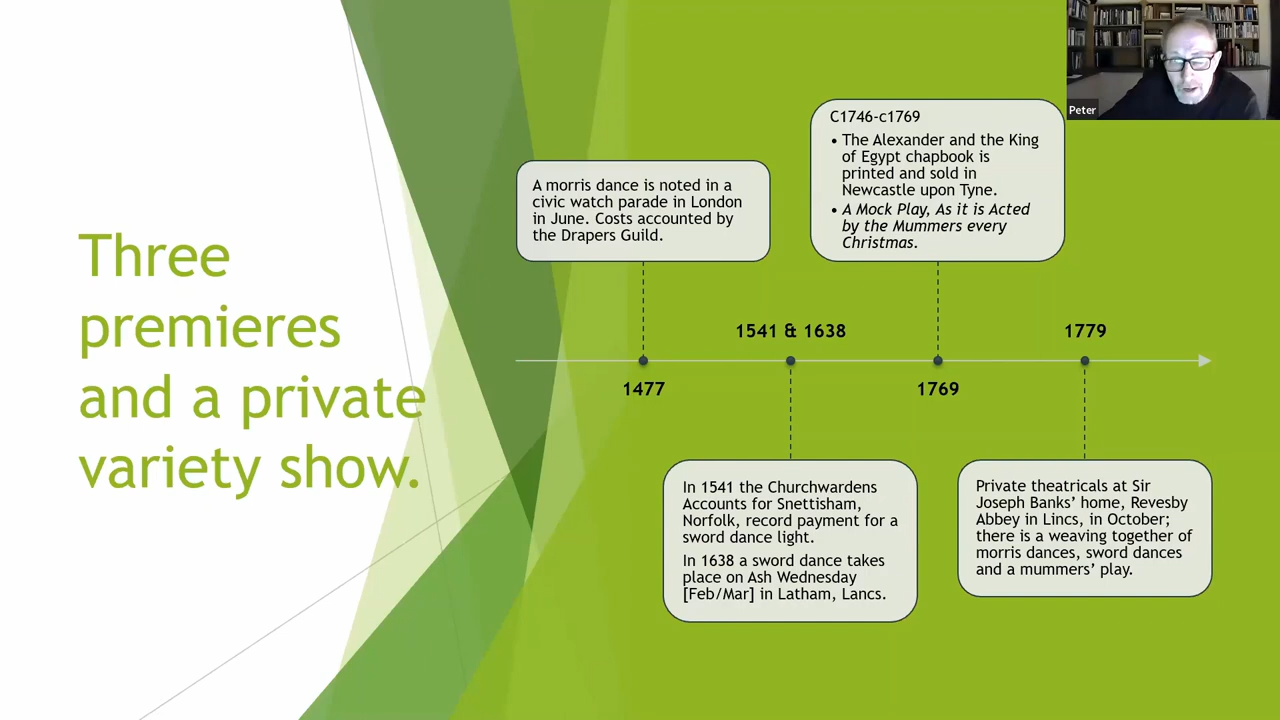 Three
premieres
and a private
variety show.
A morris dance is noted in a
civic watch parade in London
in June. Costs accounted by
the Drapers Guild.
C1746-c1769
• The Alexander and the King
of Egypt chapbook is
printed and sold in
Newcastle upon Tyne.
• A Mock Play, As it is Acted
by the Mummers every
Christmas.
1477
1541 & 1638
1769
1779
In 1541 the Churchwardens
Accounts for Snettisham,
Norfolk, record payment for a
sword dance light.
In 1638 a sword dance takes
place on Ash Wednesday
[Feb/Mar] in Latham, Lancs.
Private theatricals at Sir
Joseph Banks’ home, Revesby
Abbey in Lincs, in October;
there is a weaving together of
morris dances, sword dances
and a mummers’ play.
Peter